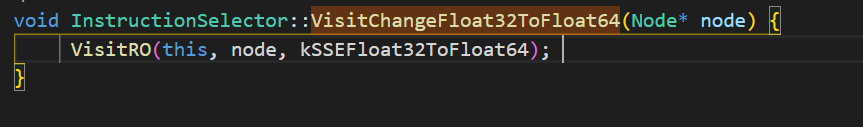 void InstructionSelector::VisitChangeFloat32ToFloat64(Node* node) {
VisitRO(this, node, kSSEFloat32ToFloat64);
}